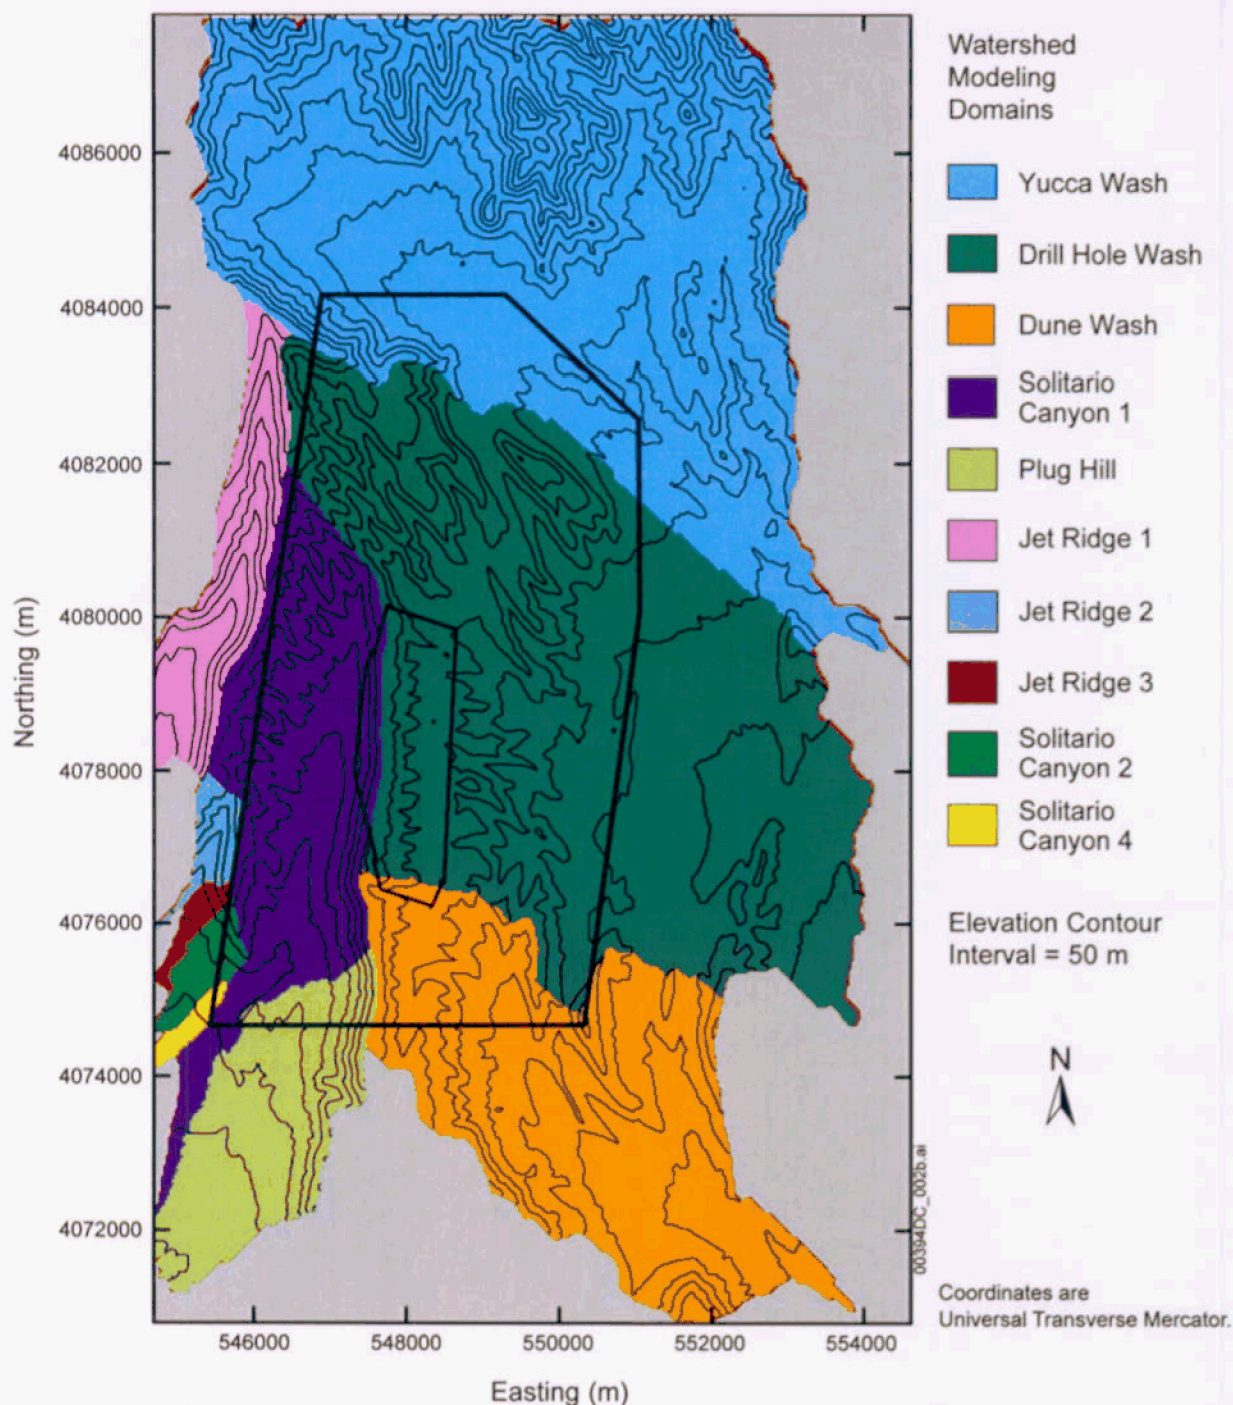 Watershed
Modeling
Domains
Yucca Wash
Drill Hole Wash
Dune Wash
Solitario
Canyon 1
Plug Hill
Jet Ridge 1
Jet Ridge 2
Jet Ridge 3
Solitario
Canyon 2
Solitario
Canyon 4
Elevation Contour
Interval = 50 m
N
00394DC_002b.ai
Coordinates are
Universal Transverse Mercator.
Northing (m)
4086000
4084000
4082000
4080000
4078000
4076000
4074000
4072000
546000 548000 550000 552000 554000
Easting (m)